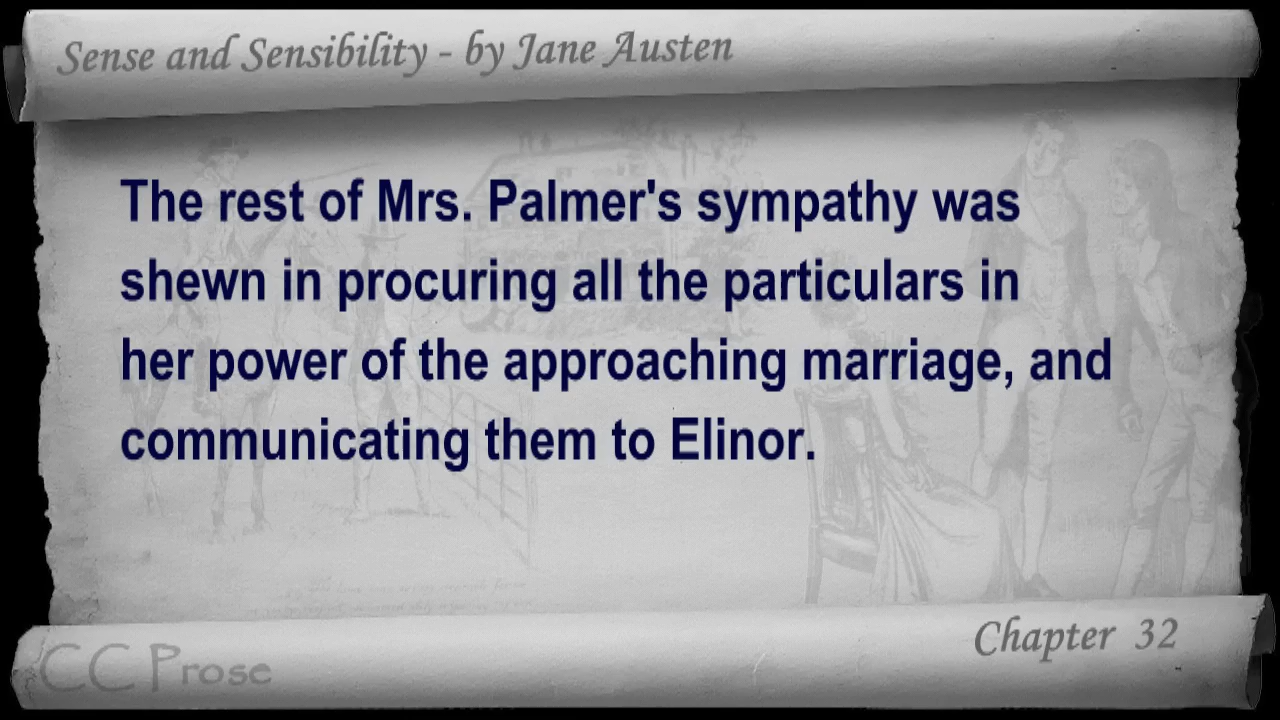 Sense and Sensibility - by Jane Austen
The rest of Mrs. Palmer's sympathy was
shewn in procuring all the particulars in
her power of the approaching marriage, and
communicating them to Elinor.
Chapter 32
CC Prose